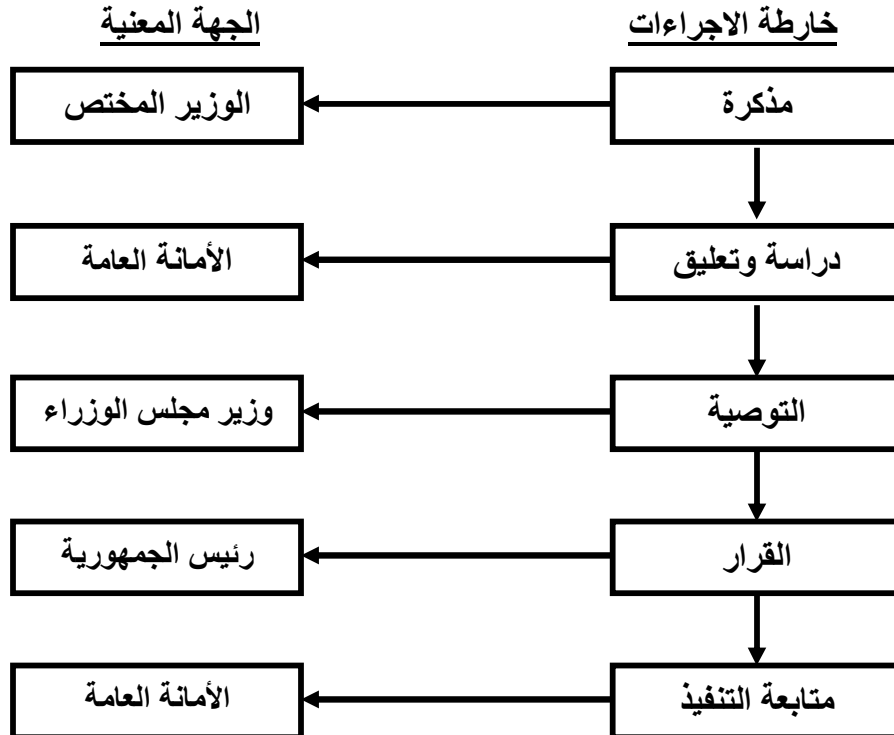 خارطة الاجراءات
الجهة المعنية
مذكرة
الوزير المختص
دراسة وتعليق
الأمانة العامة
التوصية
وزير مجلس الوزراء
القرار
رئيس الجمهورية
متابعة التنفيذ
الأمانة العامة